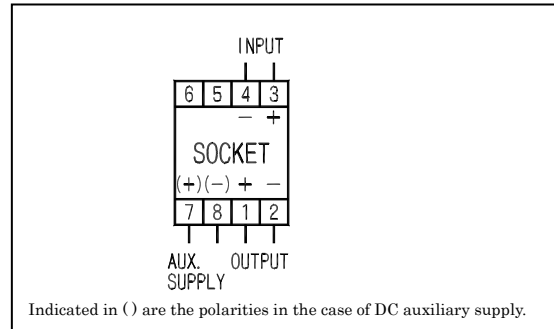 INPUT
6 5 4 3
− +
SOCKET
(+)(−) + −
7 8 1 2
AUX. OUTPUT
SUPPLY
Indicated in () are the polarities in the case of DC auxiliary supply.